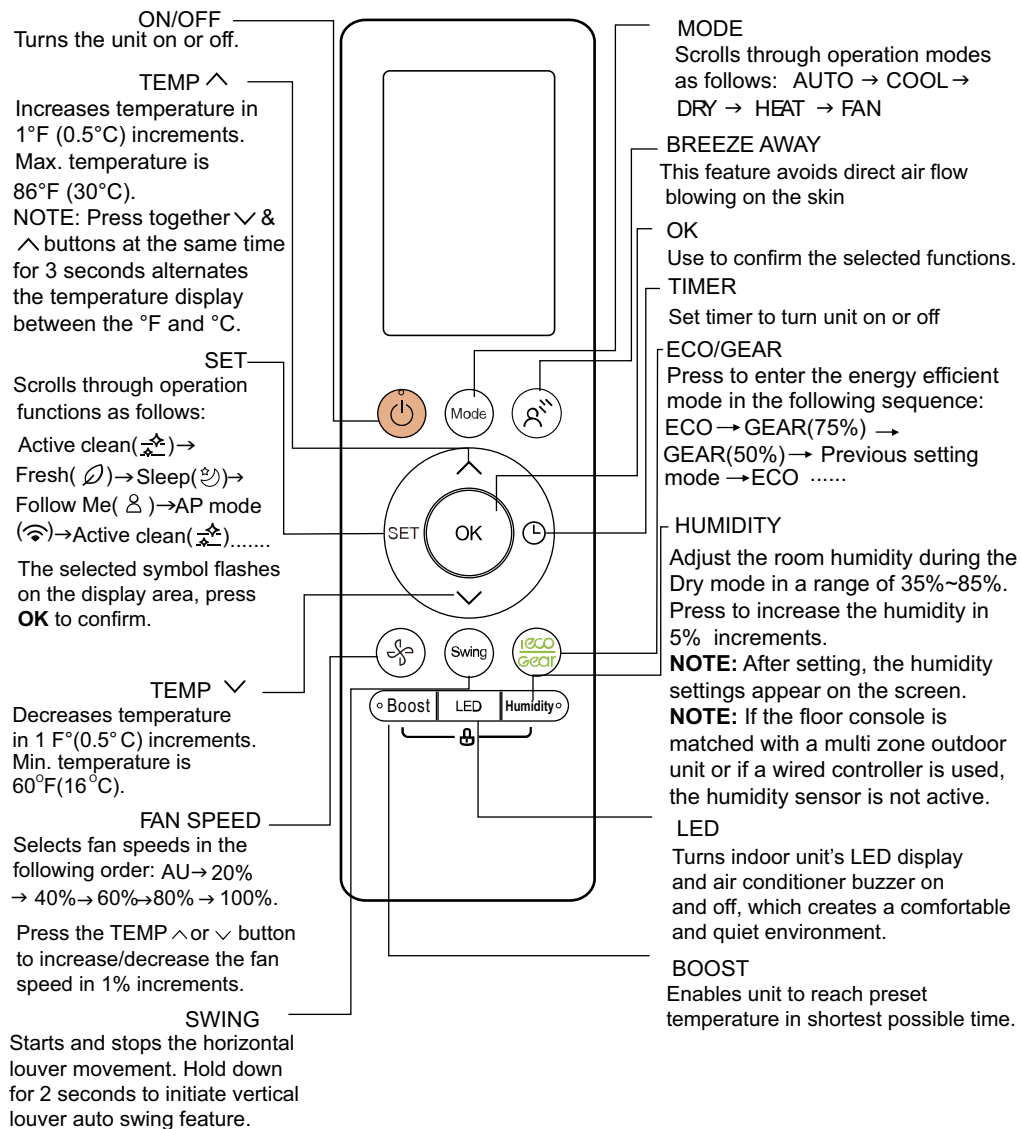 ON/OFF
Turns the unit on or off.
TEMP ︿
Increases temperature in
1°F (0.5°C) increments.
Max. temperature is
86°F (30°C).
NOTE: Press together ﹀ &
︿ buttons at the same time
for 3 seconds alternates
the temperature display
between the °F and °C.
SET
Scrolls through operation
functions as follows:
Active clean( )→
Fresh( )→Sleep( )→
Follow Me( )→AP mode
( )→Active clean( ).......
The selected symbol flashes
on the display area, press
OK to confirm.
TEMP ﹀
Decreases temperature
in 1 F°(0.5°C) increments.
Min. temperature is
60°F(16°C).
FAN SPEED
Selects fan speeds in the
following order: AU→ 20%
→ 40%→ 60%→80% → 100%.
Press the TEMP ︿ or ﹀ button
to increase/decrease the fan
speed in 1% increments.
SWING
Starts and stops the horizontal
louver movement. Hold down
for 2 seconds to initiate vertical
louver auto swing feature.
Mode
SET
OK
Swing
ieco
Gear
Boost
LED
Humidity
MODE
Scrolls through operation modes
as follows: AUTO → COOL→
DRY → HEAT → FAN
BREEZE AWAY
This feature avoids direct air flow
blowing on the skin
OK
Use to confirm the selected functions.
TIMER
Set timer to turn unit on or off
ECO/GEAR
Press to enter the energy efficient
mode in the following sequence:
ECO → GEAR(75%) →
GEAR(50%)→ Previous setting
mode →ECO ......
HUMIDITY
Adjust the room humidity during the
Dry mode in a range of 35%~85%.
Press to increase the humidity in
5% increments.
NOTE: After setting, the humidity
settings appear on the screen.
NOTE: If the floor console is
matched with a multi zone outdoor
unit or if a wired controller is used,
the humidity sensor is not active.
LED
Turns indoor unit's LED display
and air conditioner buzzer on
and off, which creates a comfortable
and quiet environment.
BOOST
Enables unit to reach preset
temperature in shortest possible time.